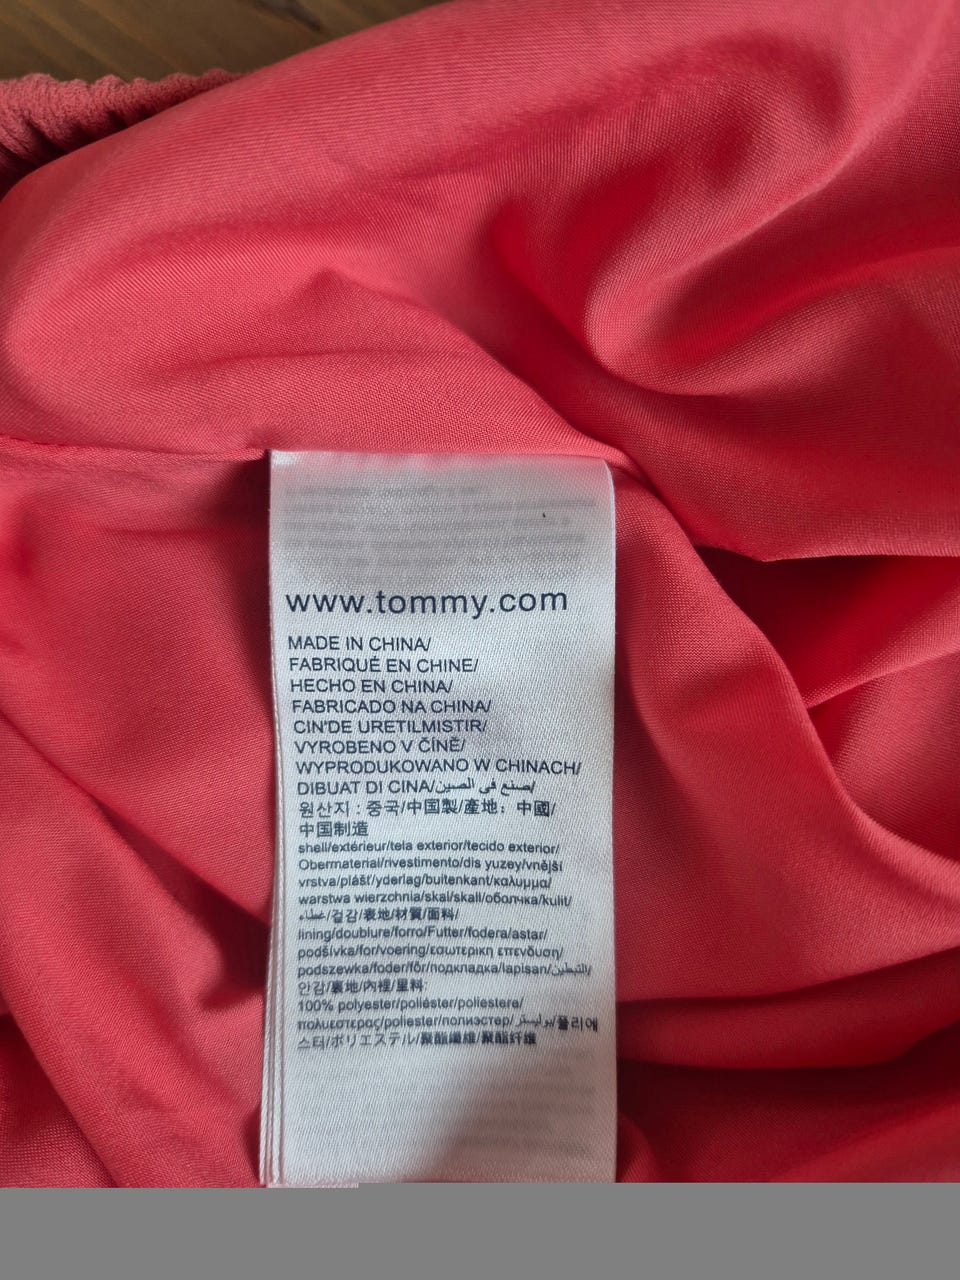 www.tommy.com
MADE IN CHINA/
FABRIQUÉ EN CHINE/
HECHO EN CHINA/
FABRICADO NA CHINA/
CIN'DE URETILMISTIR/
VYROBENO V ČÍNĚ/
WYPRODUKOWANO W CHINACH/
DIBUAT DI CINA/صنع في الصين/
원산지 : 중국/中国製/產地：中國/
中国制造
shell/extérieur/tela exterior/tecido exterior/
Obermaterial/rivestimento/dis yuzey/vnější
vrstva/plášť/yderlag/buitenkant/καλυμμα/
warstwa wierzchnia/skal/skall/оболчка/kulit/
غطاء/겉감/表地/材質/面料/
lining/doublure/forro/Futter/fodera/astar/
podšívka/for/voering/εσωτερικη επενδυση/
podszewka/foder/fôr/подкладка/lapisan/التبطين/
안감/裏地/內裡/里料:
100% polyester/poliéster/poliestere/
πολυεστερας/poliester/полиэстер/بوليستر/폴리에
스터/ポリエステル/聚酯纖維/聚酯纤维